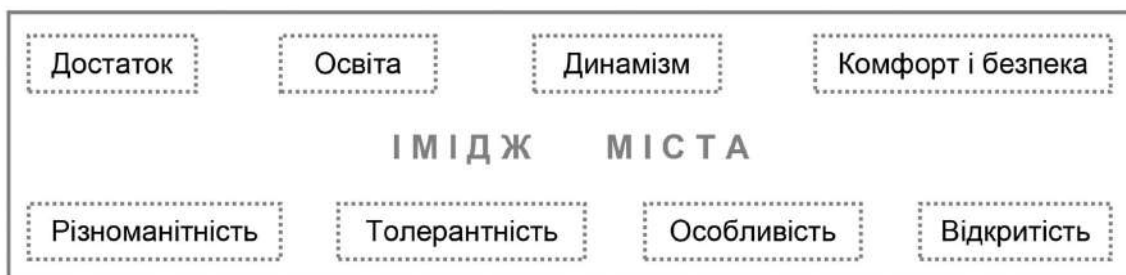 Достаток Освіта Динамізм Комфорт і безпека
ІМІДЖ МІСТА
Різноманітність Толерантність Особливість Відкритість